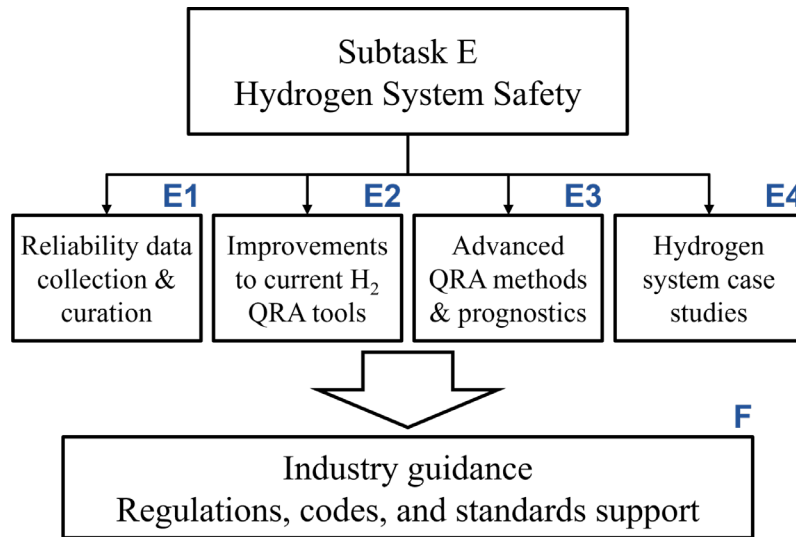 Subtask E
Hydrogen System Safety
E1
E2
E3
E4
Reliability data
collection &
curation
Improvements
to current H₂
QRA tools
Advanced
QRA methods
& prognostics
Hydrogen
system case
studies
F
Industry guidance
Regulations, codes, and standards support